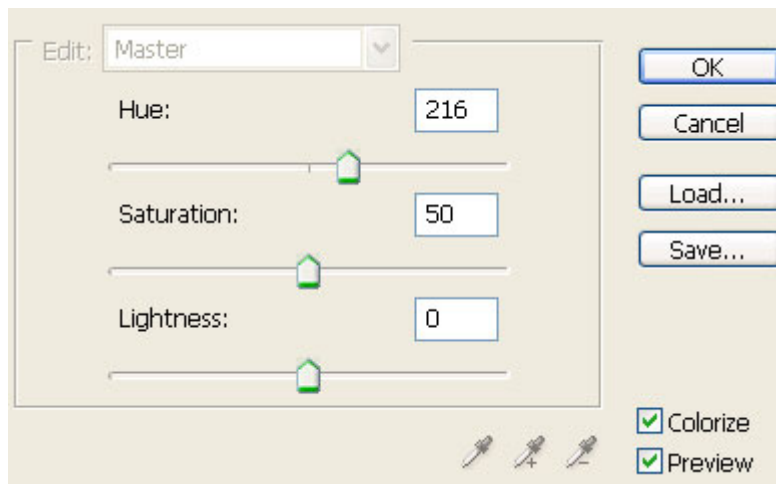 Edit: Master
Hue: 216
Saturation: 50
Lightness: 0
OK
Cancel
Load...
Save...
Colorize
Preview